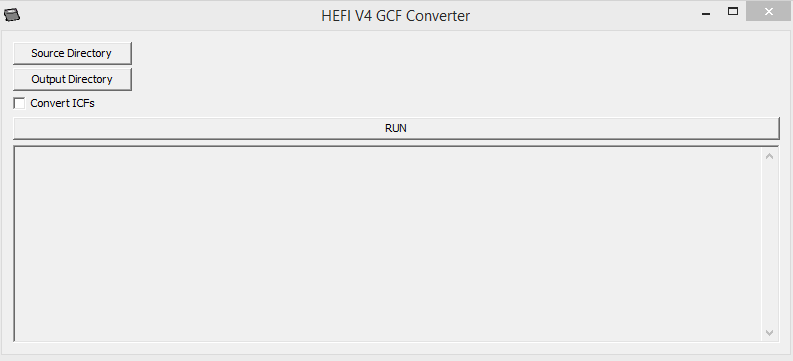 HEFI V4 GCF Converter
Source Directory
Output Directory
Convert ICFs
RUN